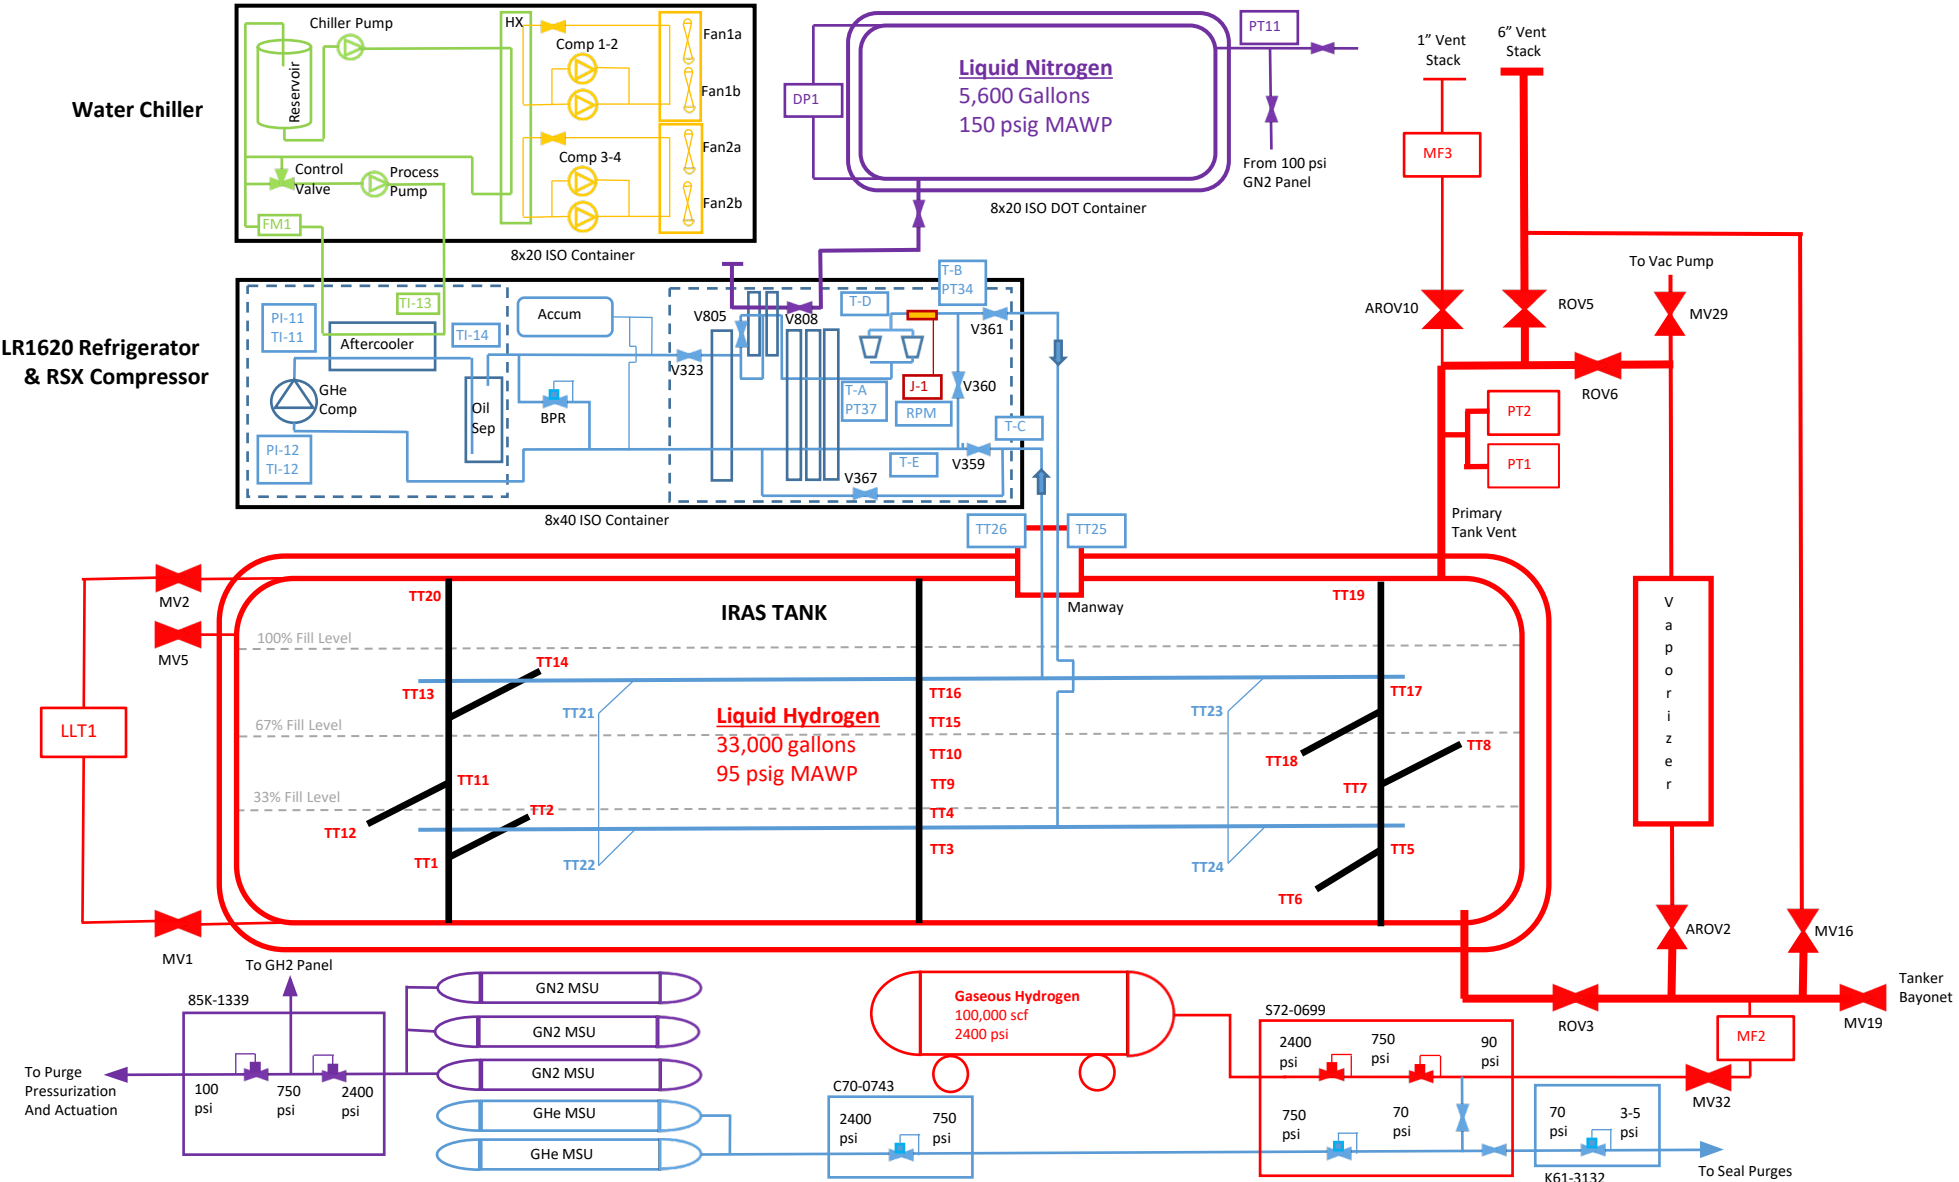 Water Chiller
Chiller Pump
Reservoir
HX
Comp 1-2
Fan1a
Fan1b
Comp 3-4
Fan2a
Fan2b
Control
Valve
Process
Pump
FM1
8x20 ISO Container
DP1
Liquid Nitrogen
5,600 Gallons
150 psig MAWP
PT11
From 100 psi
GN2 Panel
8x20 ISO DOT Container
1” Vent
Stack
6” Vent
Stack
MF3
To Vac Pump
AROV10
ROV5
MV29
ROV6
PT2
PT1
Primary
Tank Vent
LR1620 Refrigerator
& RSX Compressor
PI-11
TI-11
TI-13
Aftercooler
TI-14
GHe
Comp
Oil
Sep
PI-12
TI-12
Accum
BPR
V323
V805
V808
T-D
T-B
PT34
V361
T-A
PT37
J-1
RPM
V360
T-C
T-E
V359
V367
8x40 ISO Container
TT26
TT25
Manway
MV2
MV5
LLT1
MV1
IRAS TANK
TT20
TT19
100% Fill Level
TT14
TT13
TT16
TT17
TT21
TT23
Liquid Hydrogen
33,000 gallons
95 psig MAWP
67% Fill Level
TT15
TT10
TT18
TT8
TT11
TT9
TT7
33% Fill Level
TT2
TT4
TT12
TT1
TT22
TT3
TT24
TT5
TT6
Vaporizer
AROV2
MV16
Tanker
Bayonet
ROV3
MV19
MF2
MV32
To GH2 Panel
85K-1339
To Purge
Pressurization
And Actuation
100
psi
750
psi
2400
psi
GN2 MSU
GN2 MSU
GN2 MSU
GHe MSU
GHe MSU
C70-0743
2400
psi
750
psi
Gaseous Hydrogen
100,000 scf
2400 psi
S72-0699
2400
psi
750
psi
90
psi
750
psi
70
psi
70
psi
3-5
psi
K61-3132
To Seal Purges